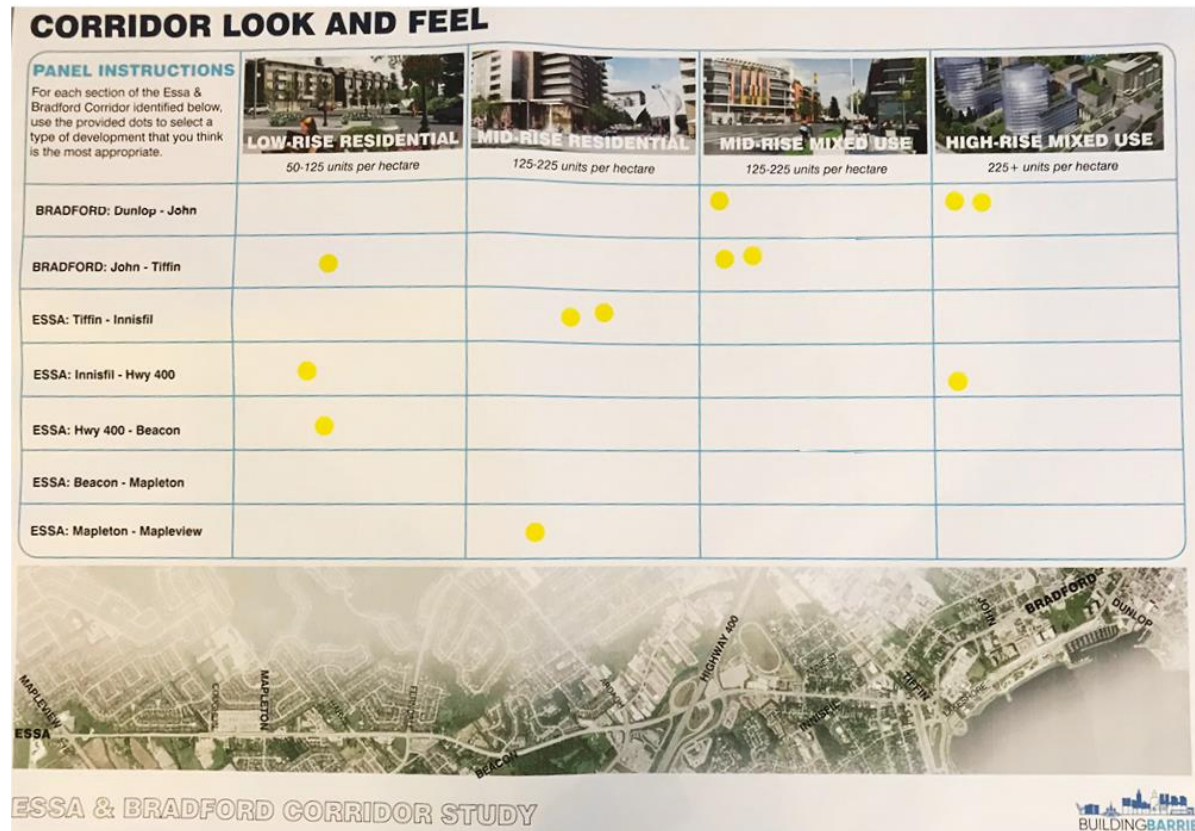 CORRIDOR LOOK AND FEEL
PANEL INSTRUCTIONS
For each section of the Essa &
Bradford Corridor identified below,
use the provided dots to select a
type of development that you think
is the most appropriate.
LOW-RISE RESIDENTIAL
50-125 units per hectare
MID-RISE RESIDENTIAL
125-225 units per hectare
MID-RISE MIXED USE
125-225 units per hectare
HIGH-RISE MIXED USE
225+ units per hectare
BRADFORD: Dunlop - John
BRADFORD: John - Tiffin
ESSA: Tiffin - Innisfil
ESSA: Innisfil - Hwy 400
ESSA: Hwy 400 - Beacon
ESSA: Beacon - Mapleton
ESSA: Mapleton - Mapleview
MAPLEVIEW
ESSA
MAPLETON
BEACON
HIGHWAY 400
INNISFIL
TIFFIN
JOHN
BRADFORD
DUNLOP
ESSA & BRADFORD CORRIDOR STUDY
BUILDINGBARRIE